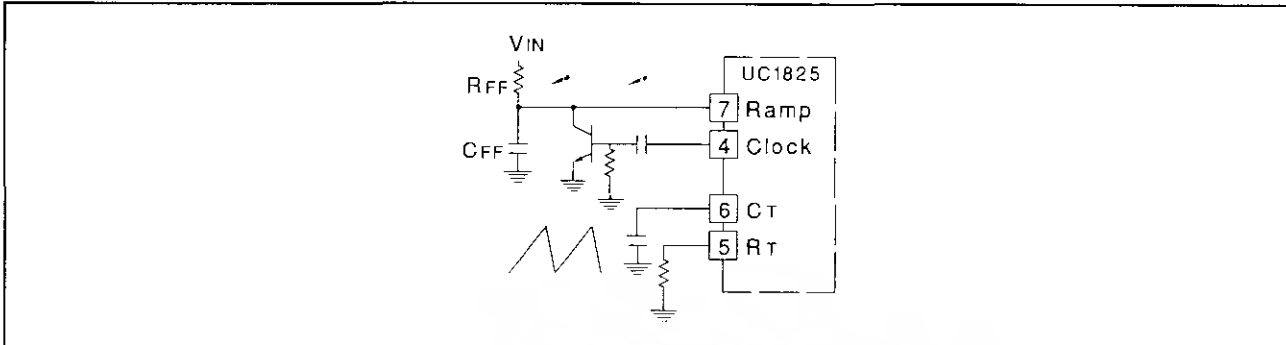 VIN
RFF
UC1825
7 Ramp
CFF
4 Clock
6 CT
5 RT